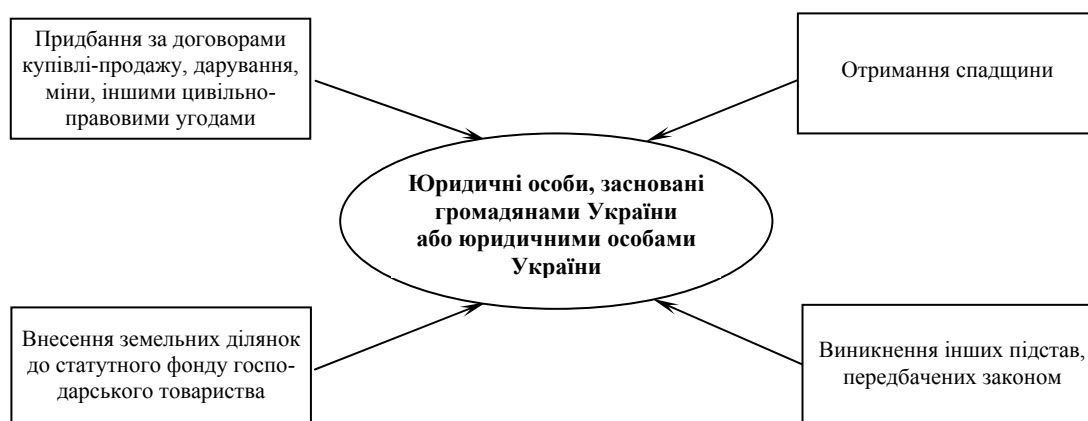 Придбання за договорами
купівлі-продажу, дарування,
міни, іншими цивільно-
правовими угодами
Отримання спадщини
Юридичні особи, засновані
громадянами України
або юридичними особами
України
Внесення земельних ділянок
до статутного фонду госпо-
дарського товариства
Виникнення інших підстав,
передбачених законом